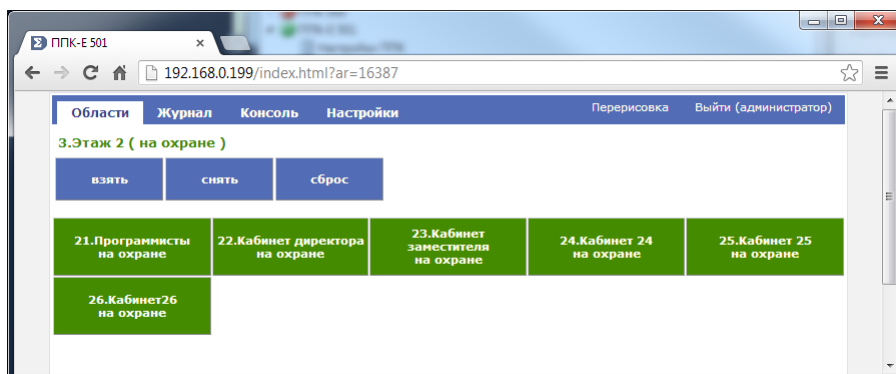 ППК-Е 501
192.168.0.199/index.html?ar=16387
Области Журнал Консоль Настройки Перерисовка Выйти (администратор)
3.Этаж 2 ( на охране )
взять снять сброс
21.Программисты
на охране
22.Кабинет директора
на охране
23.Кабинет
заместителя
на охране
24.Кабинет 24
на охране
25.Кабинет 25
на охране
26.Кабинет26
на охране